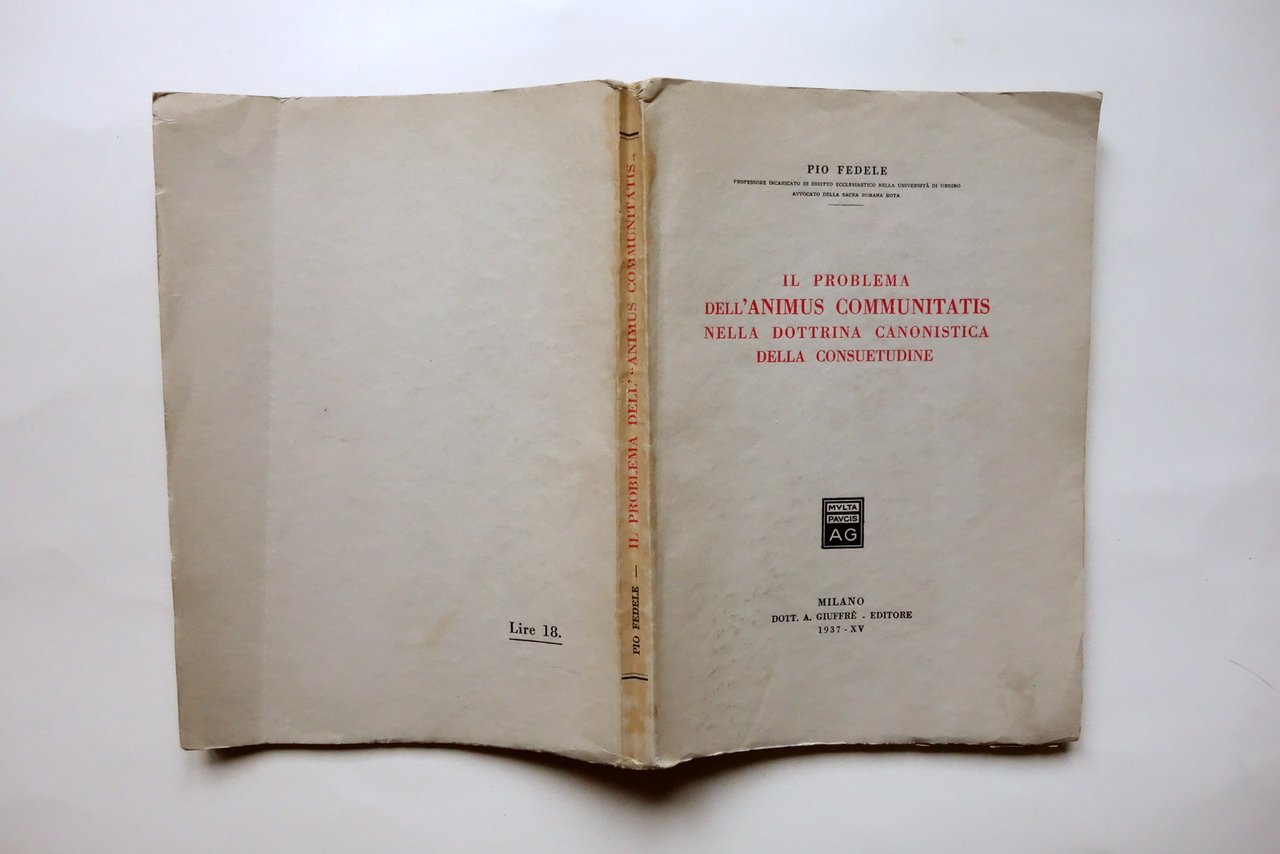 Lire 18.
PIO FEDELE — IL PROBLEMA DELL' "ANIMUS COMMUNITATIS„
PIO FEDELE
PROFESSORE INCARICATO DI DIRITTO ECCLESIASTICO NELLA UNIVERSITÀ DI URBINO
AVVOCATO DELLA SACRA ROMANA ROTA
IL PROBLEMA
DELL'ANIMUS COMMUNITATIS
NELLA DOTTRINA CANONISTICA
DELLA CONSUETUDINE
MVLTA
PAVCIS
AG
MILANO
DOTT. A. GIUFFRÈ - EDITORE
1937 - XV